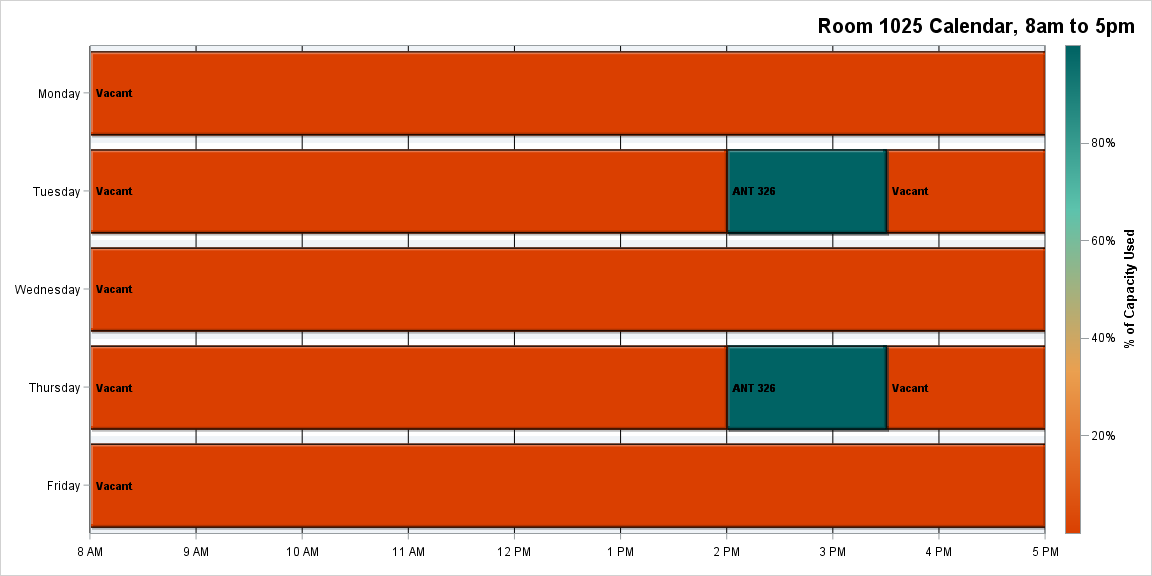 Room 1025 Calendar, 8am to 5pm
Monday
Vacant
Tuesday
Vacant
ANT 326
Vacant
Wednesday
Vacant
Thursday
Vacant
ANT 326
Vacant
Friday
Vacant
8 AM
9 AM
10 AM
11 AM
12 PM
1 PM
2 PM
3 PM
4 PM
5 PM
80%
60%
40%
20%
% of Capacity Used